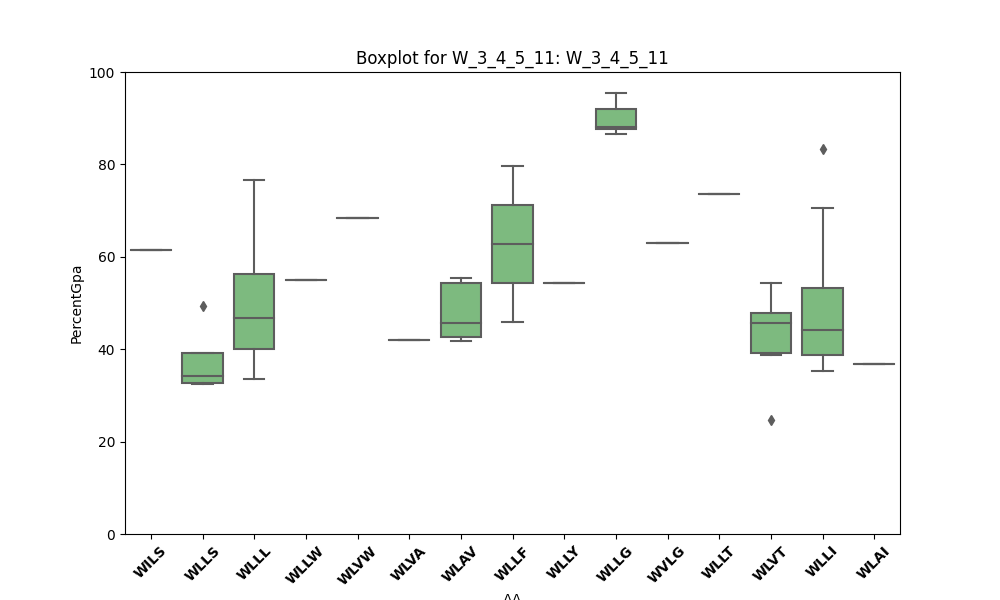 Boxplot for W_3_4_5_11: W_3_4_5_11
100
80
60
40
20
0
PercentGpa
WILS
WLLS
WLLL
WLLW
WLVW
WLVA
WLAV
WLLF
WLLY
WLLG
WVLG
WLLT
WLVT
WLLI
WLAI
AA